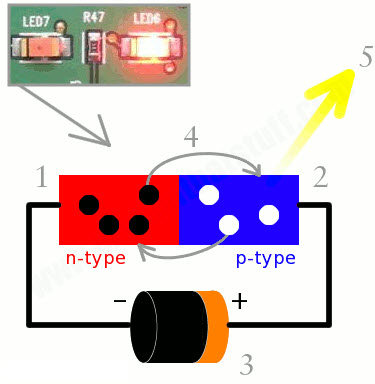 LED7 R47 LED6
5
4
1 2
n-type p-type
− +
3